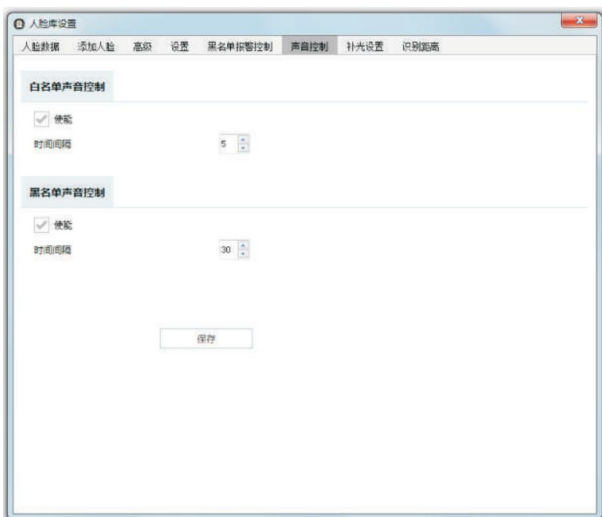 人脸库设置
人脸数据 添加人脸 高级 设置 黑名单报警控制 声音控制 补光设置 识别距离
白名单声音控制
使能
时间间隔 5
黑名单声音控制
使能
时间间隔 30
保存